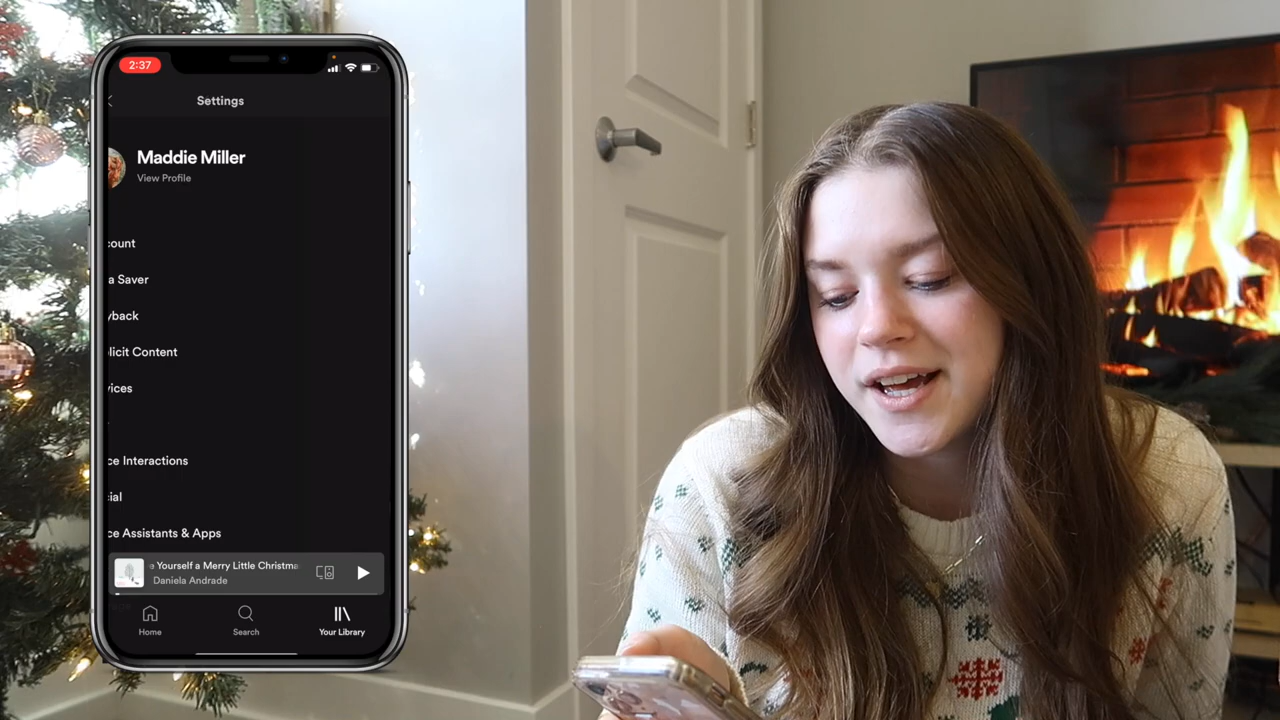 2:37
Settings
Maddie Miller
View Profile
count
a Saver
yback
licit Content
vices
ce Interactions
cial
ce Assistants & Apps
e Yourself a Merry Little Christma
Daniela Andrade
Home
Search
Your Library